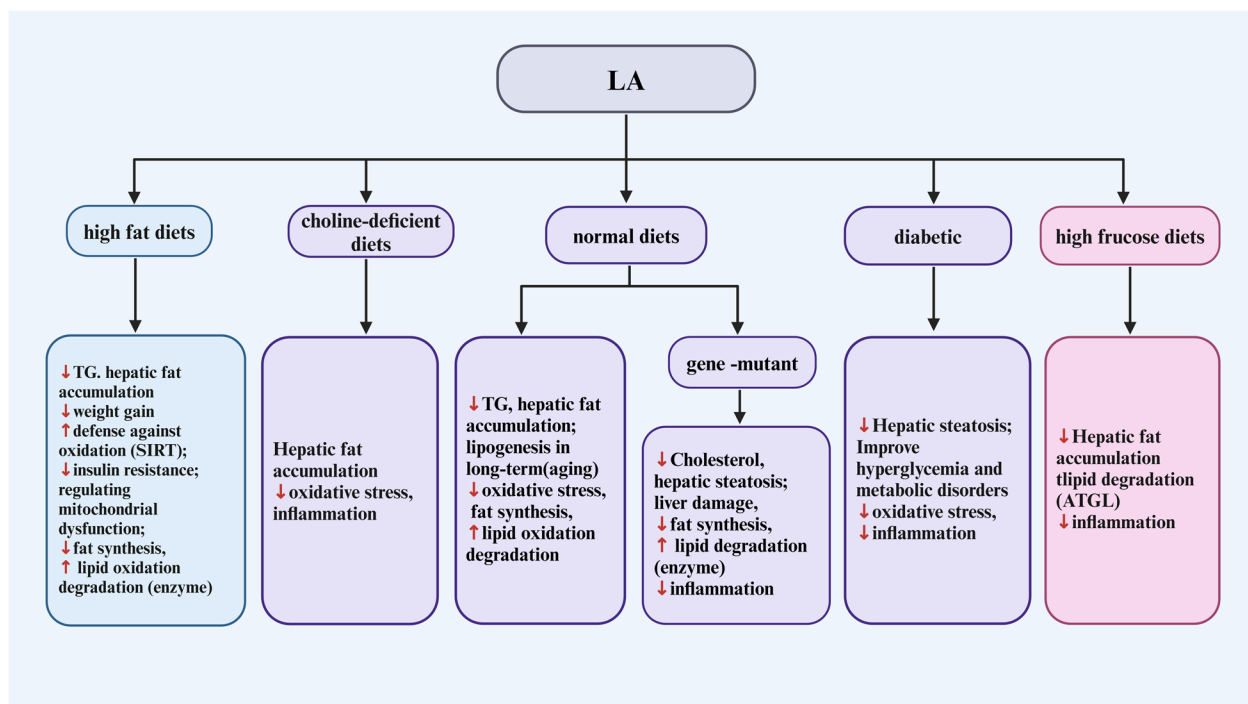 LA
high fat diets
choline-deficient
diets
normal diets
diabetic
high frucose diets
↓TG. hepatic fat
accumulation
↓weight gain
↑defense against
oxidation (SIRT);
↓insulin resistance;
regulating
mitochondrial
dysfunction;
↓fat synthesis,
↑ lipid oxidation
degradation (enzyme)
Hepatic fat
accumulation
↓oxidative stress,
inflammation
↓TG, hepatic fat
accumulation;
lipogenesis in
long-term(aging)
↓oxidative stress,
fat synthesis,
↑lipid oxidation
degradation
gene -mutant
↓Cholesterol,
hepatic steatosis;
liver damage,
↓fat synthesis,
↑ lipid degradation
(enzyme)
↓inflammation
↓Hepatic steatosis;
Improve
hyperglycemia and
metabolic disorders
↓oxidative stress,
↓inflammation
↓Hepatic fat
accumulation
tlipid degradation
(ATGL)
↓inflammation